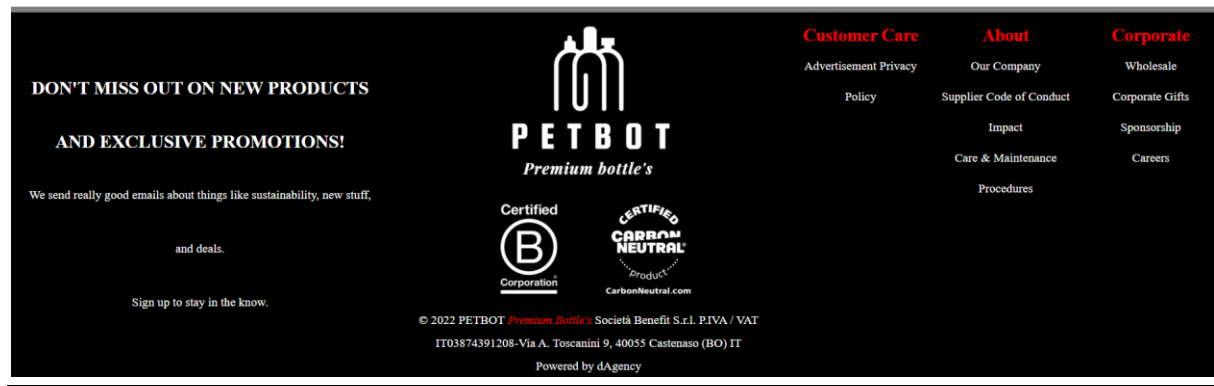 DON'T MISS OUT ON NEW PRODUCTS
AND EXCLUSIVE PROMOTIONS!
We send really good emails about things like sustainability, new stuff,
and deals.
Sign up to stay in the know.
PETBOT
Premium bottle's
Certified
B
Corporation
CERTIFIED
CARBON
NEUTRAL®
product
CarbonNeutral.com
© 2022 PETBOT Premium Bottle's Società Benefit S.r.l. P.IVA / VAT
IT03874391208-Via A. Toscanini 9, 40055 Castenaso (BO) IT
Powered by dAgency
Customer Care
Advertisement Privacy
Policy
About
Our Company
Supplier Code of Conduct
Impact
Care & Maintenance
Procedures
Corporate
Wholesale
Corporate Gifts
Sponsorship
Careers